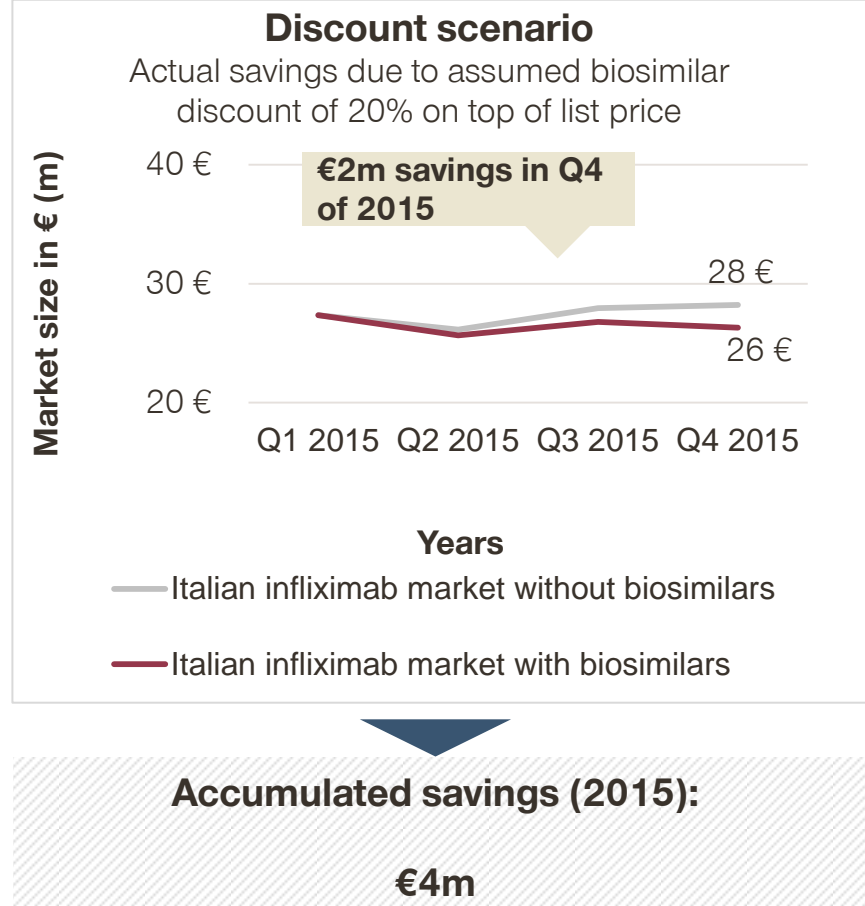 Discount scenario
Actual savings due to assumed biosimilar
discount of 20% on top of list price
Market size in € (m)
40 €
€2m savings in Q4
of 2015
30 €
28 €
26 €
20 €
Q1 2015 Q2 2015 Q3 2015 Q4 2015
Years
Italian infliximab market without biosimilars
Italian infliximab market with biosimilars
Accumulated savings (2015):
€4m